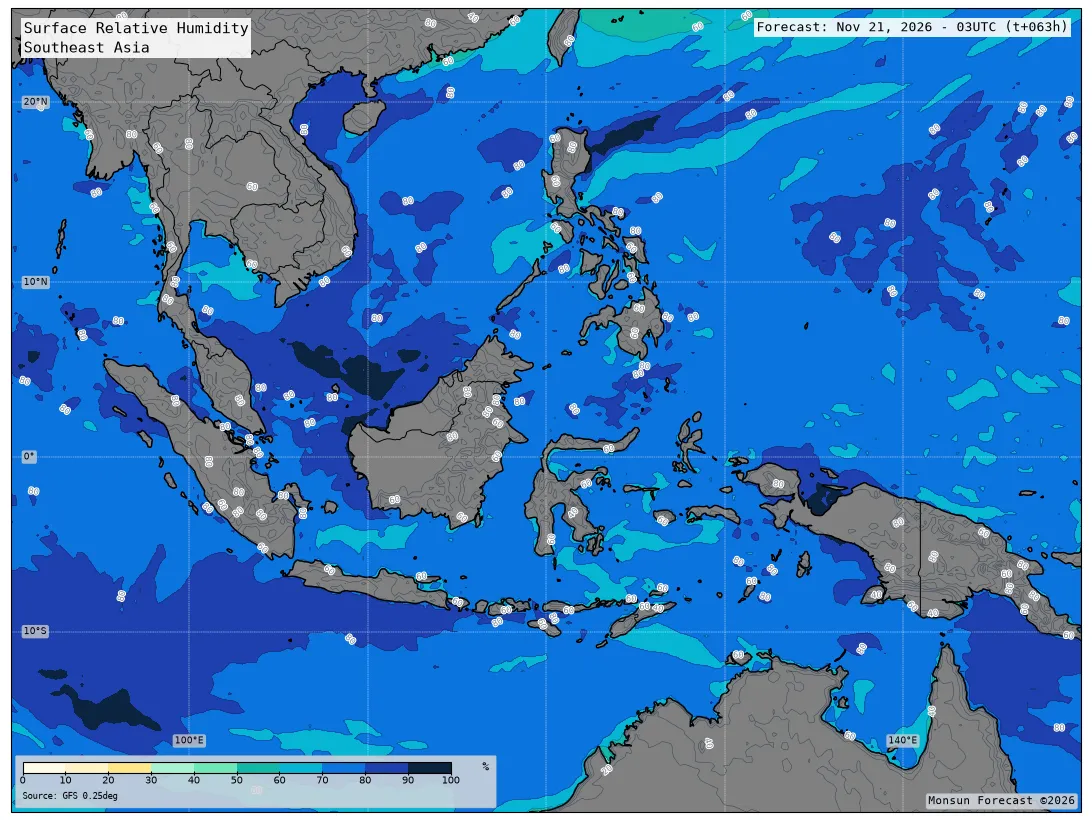 Surface Relative Humidity
Southeast Asia
Forecast: Nov 21, 2026 - 03UTC (t+063h)
20°N
10°N
0°
10°S
100°E
140°E
%
0 10 20 30 40 50 60 70 80 90 100
Source: GFS 0.25deg
Monsun Forecast ©2026